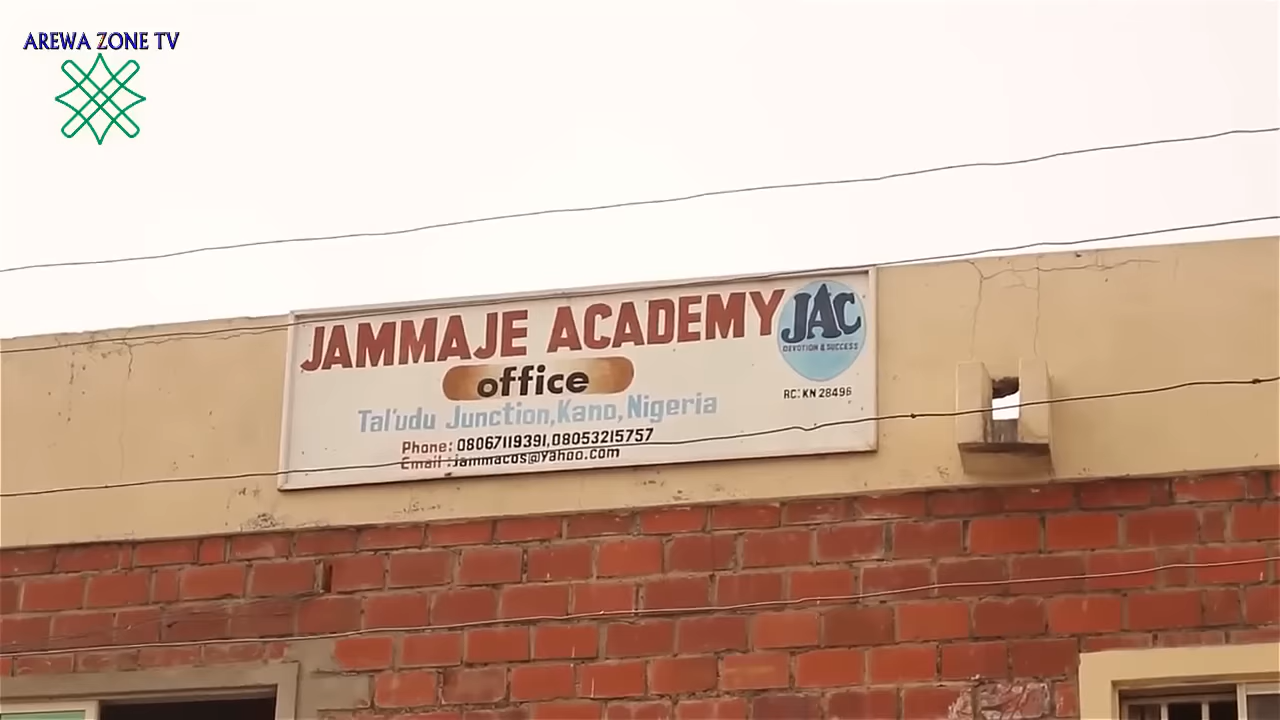 AREWA ZONE TV
JAMMAJE ACADEMY
JAC
DEVOTION & SUCCESS
office
RC: KN 28496
Tal'udu Junction, Kano, Nigeria
Phone: 08067119391, 08053215757
Email :jammacos@yahoo.com